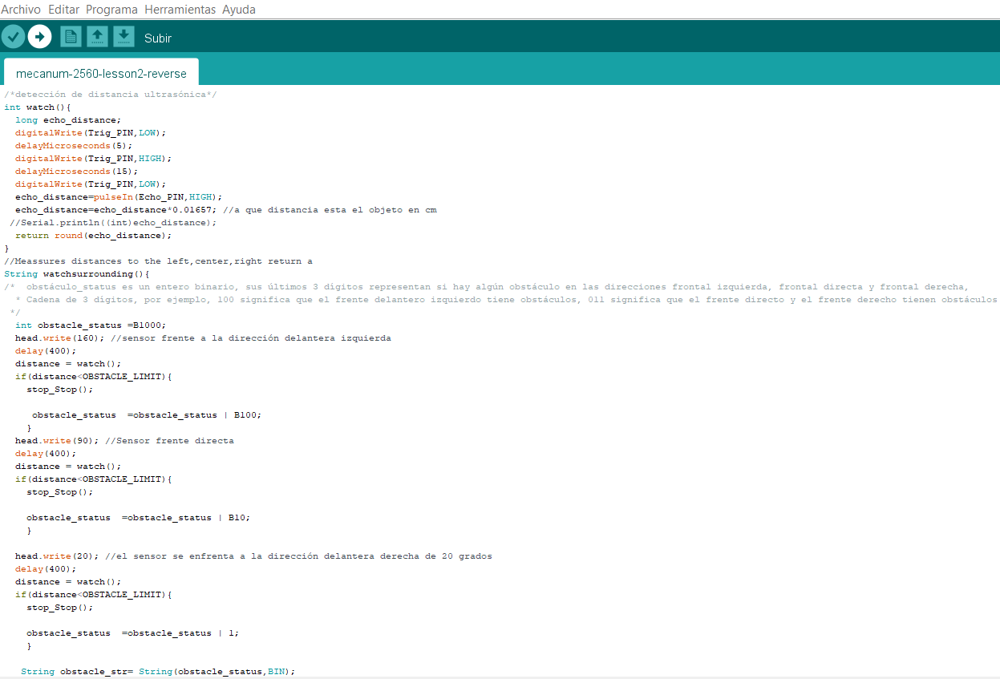 Archivo Editar Programa Herramientas Ayuda
Subir
mecanum-2560-lesson2-reverse
/*detección de distancia ultrasónica*/
int watch(){
  long echo_distance;
  digitalWrite(Trig_PIN,LOW);
  delayMicroseconds(5);
  digitalWrite(Trig_PIN,HIGH);
  delayMicroseconds(15);
  digitalWrite(Trig_PIN,LOW);
  echo_distance=pulseIn(Echo_PIN,HIGH);
  echo_distance=echo_distance*0.01657; //a que distancia esta el objeto en cm
 //Serial.println((int)echo_distance);
  return round(echo_distance);
}
//Meassures distances to the left,center,right return a
String watchsurrounding(){
/*  obstáculo_status es un entero binario, sus últimos 3 dígitos representan si hay algún obstáculo en las direcciones frontal izquierda, frontal directa y frontal derecha,
  * Cadena de 3 dígitos, por ejemplo, 100 significa que el frente delantero izquierdo tiene obstáculos, 011 significa que el frente directo y el frente derecho tienen obstáculos
 */
  int obstacle_status =B1000;
  head.write(160); //sensor frente a la dirección delantera izquierda
  delay(400);
  distance = watch();
  if(distance<OBSTACLE_LIMIT){
    stop_Stop();
     obstacle_status  =obstacle_status | B100;
    }
  head.write(90); //Sensor frente directa
  delay(400);
  distance = watch();
  if(distance<OBSTACLE_LIMIT){
    stop_Stop();
    obstacle_status  =obstacle_status | B10;
    }
  head.write(20); //el sensor se enfrenta a la dirección delantera derecha de 20 grados
  delay(400);
  distance = watch();
  if(distance<OBSTACLE_LIMIT){
    stop_Stop();
    obstacle_status  =obstacle_status | 1;
    }
   String obstacle_str= String(obstacle_status,BIN);